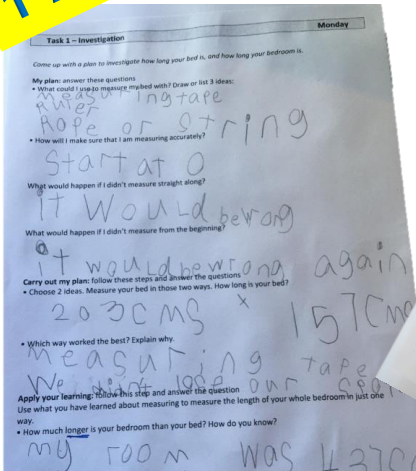 Monday
Task 1 – Investigation
Come up with a plan to investigate how long your bed is, and how long your bedroom is.
My plan: answer these questions
• What could I use to measure my bed with? Draw or list 3 ideas:
Measuring tape
Ruler
Rope or String
• How will I make sure that I am measuring accurately?
Start at 0
What would happen if I didn't measure straight along?
it WouLd be wrong
What would happen if I didn't measure from the beginning?
it would be wrong again
Carry out my plan: follow these steps and answer the questions
• Choose 2 ideas. Measure your bed in those two ways. How long is your bed?
203CMS x 157Cm
• Which way worked the best? Explain why.
Measuring tape
We didn't lose our
Apply your learning: follow this step and answer the question
Use what you have learned about measuring to measure the length of your whole bedroom in just one
way.
• How much longer is your bedroom than your bed? How do you know?
my room was